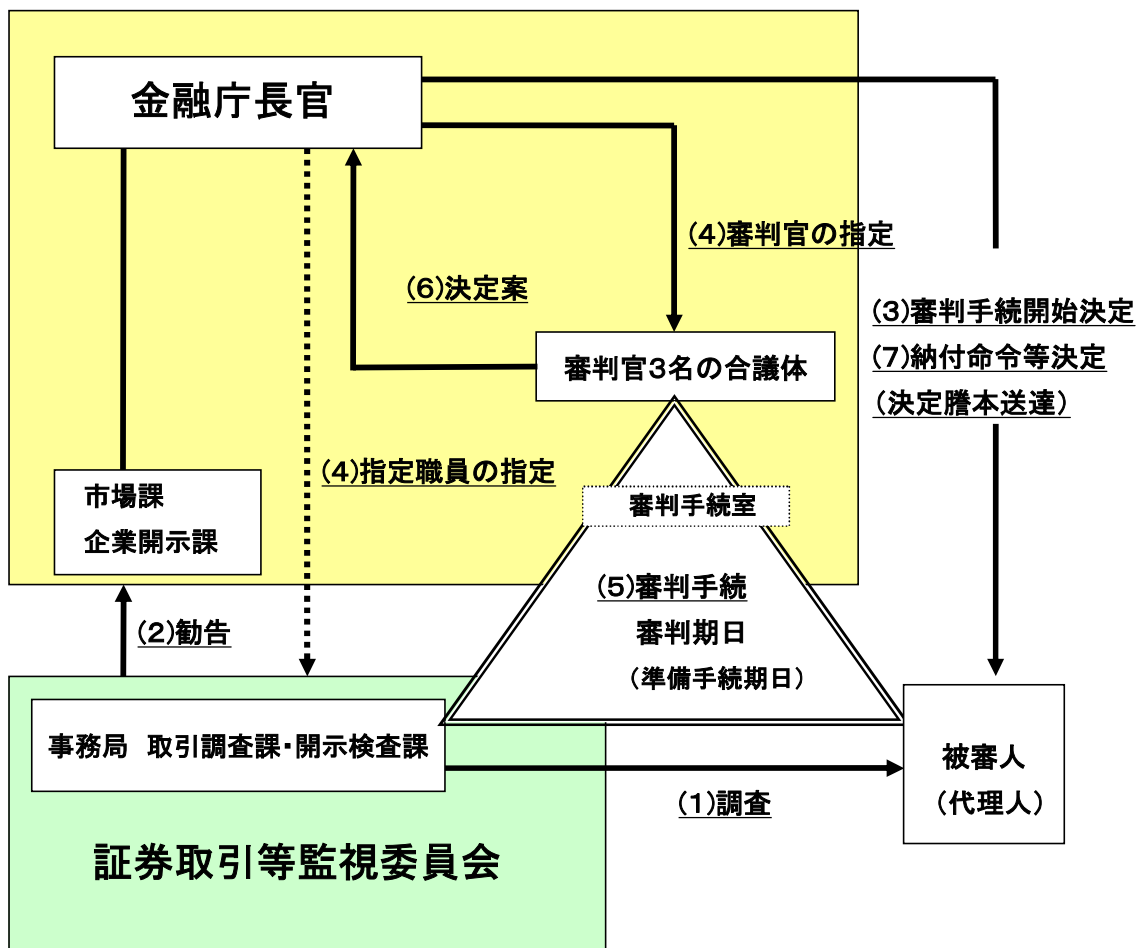 金融庁長官
(4)審判官の指定
(6)決定案
(3)審判手続開始決定
(7)納付命令等決定
(決定謄本送達)
審判官3名の合議体
(4)指定職員の指定
市場課
企業開示課
審判手続室
(5)審判手続
審判期日
(準備手続期日)
(2)勧告
事務局 取引調査課・開示検査課
被審人
(代理人)
(1)調査
証券取引等監視委員会